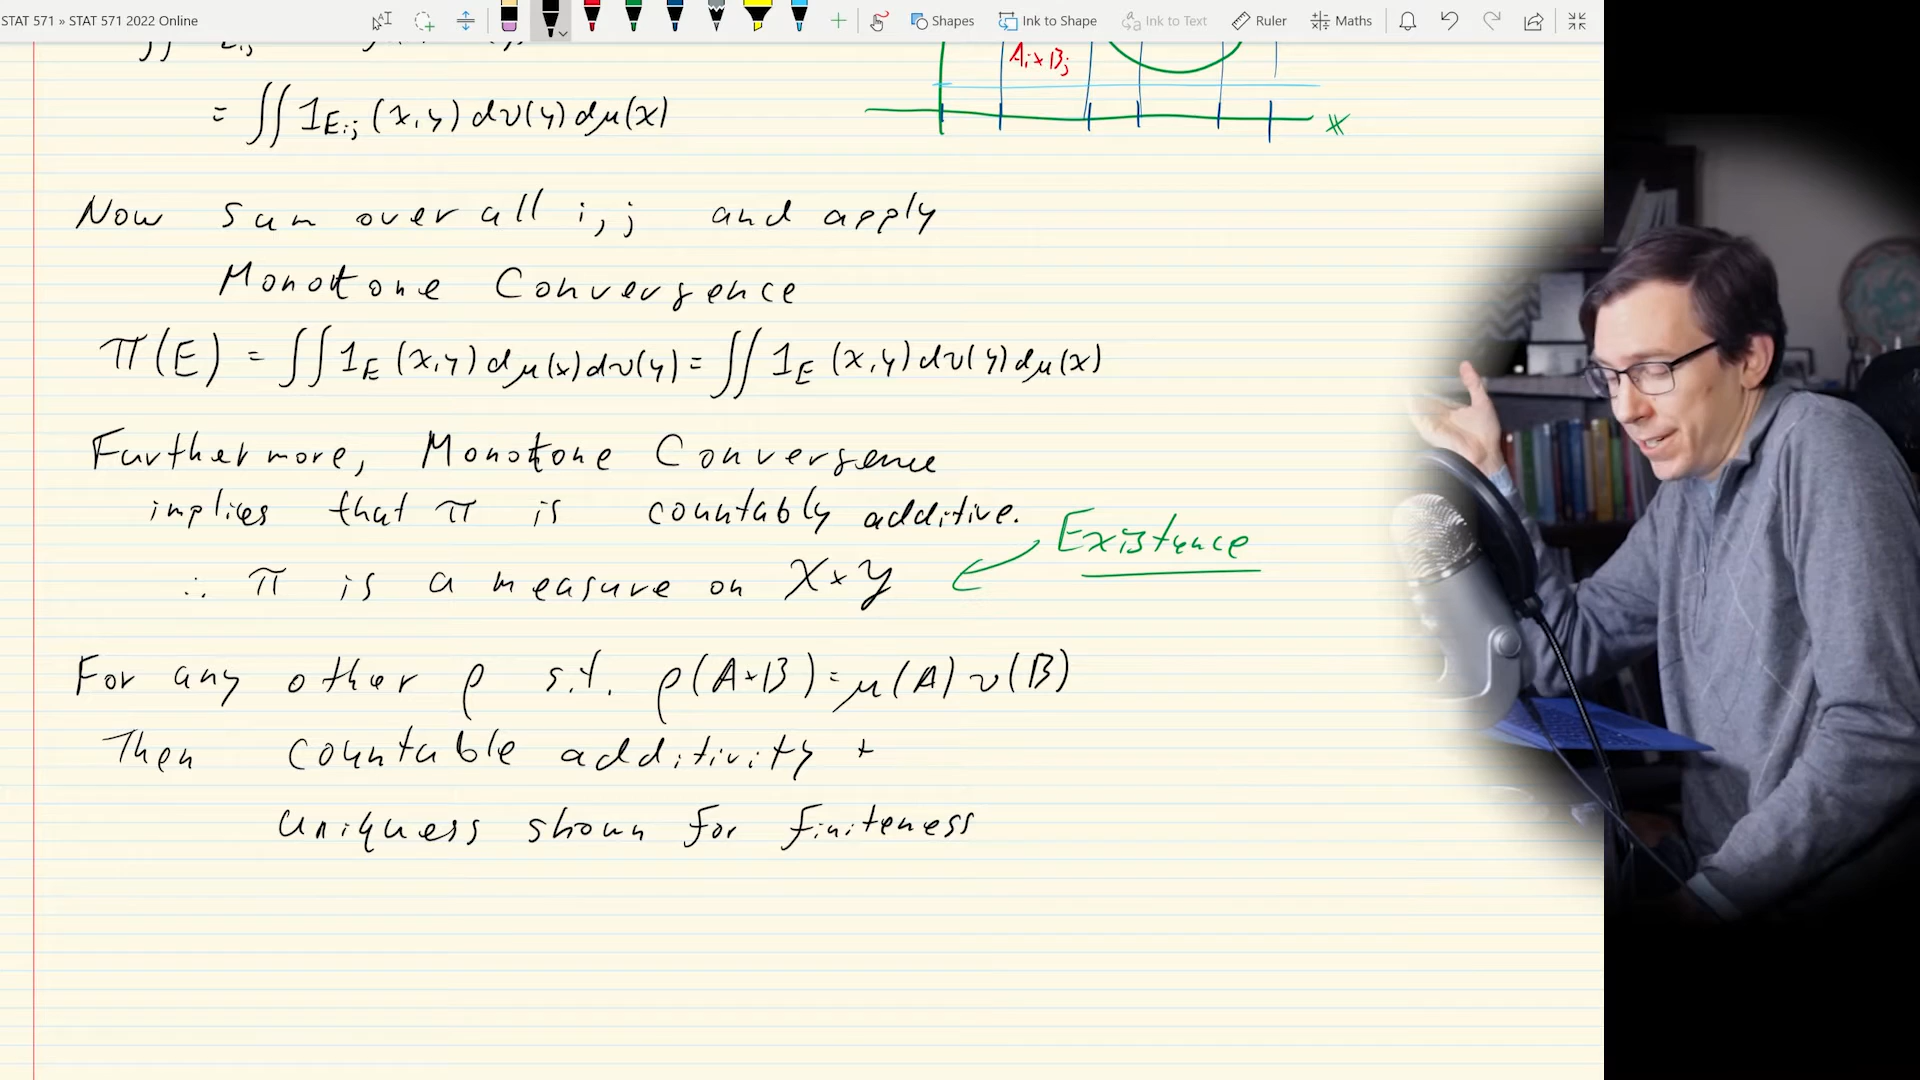 STAT 571 » STAT 571 2022 Online
Shapes
Ink to Shape
Ink to Text
Ruler
Maths
Ai×Bj
= ∬ 1Eij (x,y) dν(y) dμ(x)
X
Now sum over all i,j and apply
Monotone Convergence
π(E) = ∬ 1E (x,y) dμ(x) dν(y) = ∬ 1E (x,y) dν(y) dμ(x)
Furthermore, Monotone Convergence
implies that π is countably additive.
Existance
∴ π is a measure on X×Y
For any other ρ s.t. ρ(A×B) = μ(A) ν(B)
Then countable additivity +
uniquess shown for finiteness